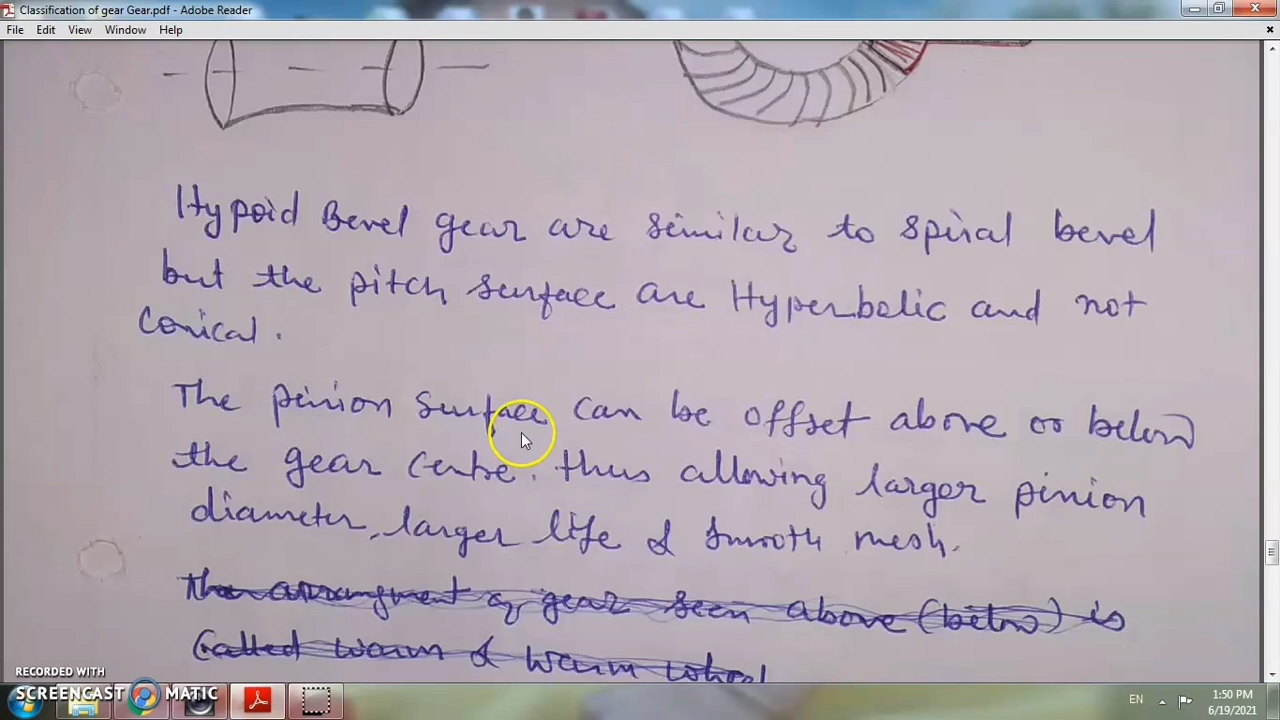 Classification of gear Gear.pdf - Adobe Reader
File Edit View Window Help
Hypoid Bevel gear are similar to spiral bevel
but the pitch surface are Hyperbolic and not
Conical.
The pinion surface can be offset above or below
the gear centre. thus allowing larger pinion
diameter, larger life & smooth mesh.
The arrangment of gear seen above (below) is
Called warm & warm wheel
RECORDED WITH
SCREENCAST MATIC
EN
1:50 PM
6/19/2021